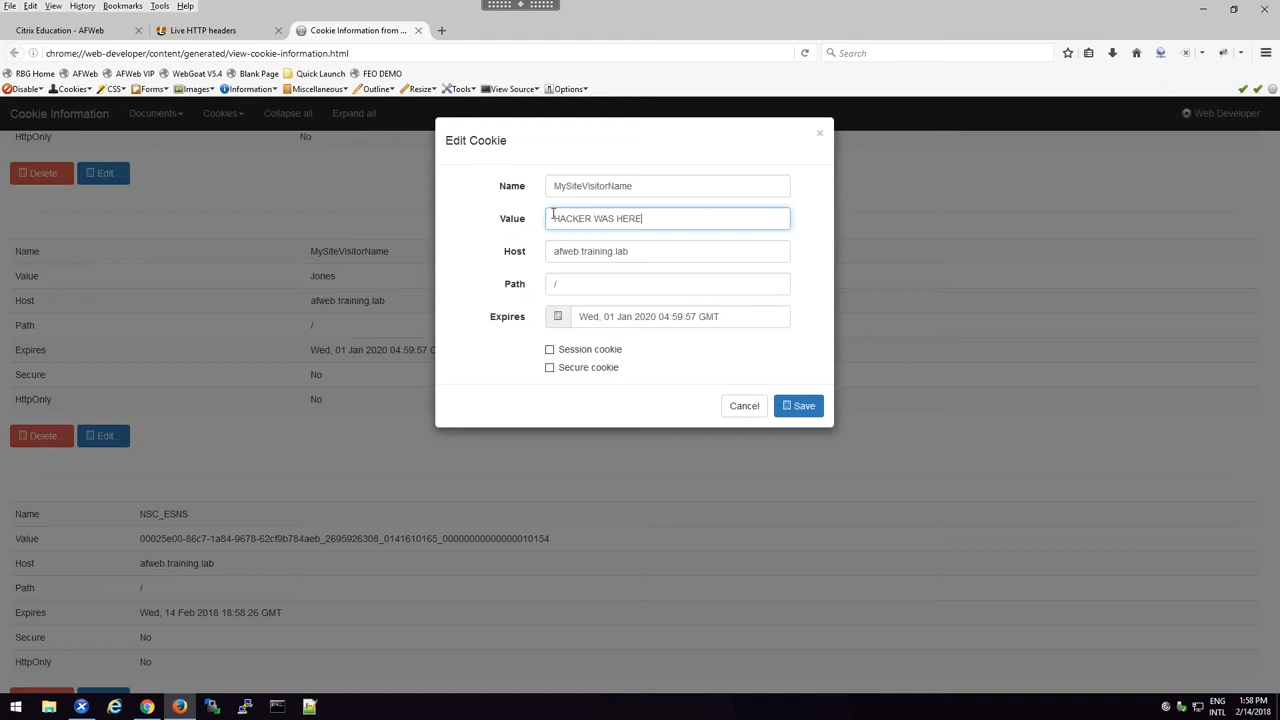 File Edit View History Bookmarks Tools Help
Citrix Education - AFWeb
Live HTTP headers
Cookie Information from ...
chrome://web-developer/content/generated/view-cookie-information.html
Search
RBG Home AFWeb AFWeb VIP WebGoat V5.4 Blank Page Quick Launch FEO DEMO
Disable Cookies CSS Forms Images Information Miscellaneous Outline Resize Tools View Source Options
Cookie Information Documents Cookies Collapse all Expand all Web Developer
HttpOnly No
Delete... Edit...
Name MySiteVisitorName
Value Jones
Host afweb.training.lab
Path /
Expires Wed, 01 Jan 2020 04:59:57 G
Secure No
HttpOnly No
Delete... Edit...
Edit Cookie ×
Name MySiteVisitorName
Value HACKER WAS HERE
Host afweb.training.lab
Path /
Expires Wed, 01 Jan 2020 04:59:57 GMT
Session cookie
Secure cookie
Cancel Save
Name NSC_ESNS
Value 00025e00-86c7-1a84-9678-62cf9b784aeb_2695926308_0141610165_00000000000000010154
Host afweb.training.lab
Path /
Expires Wed, 14 Feb 2018 18:58:26 GMT
Secure No
HttpOnly No
ENG
INTL
1:58 PM
2/14/2018